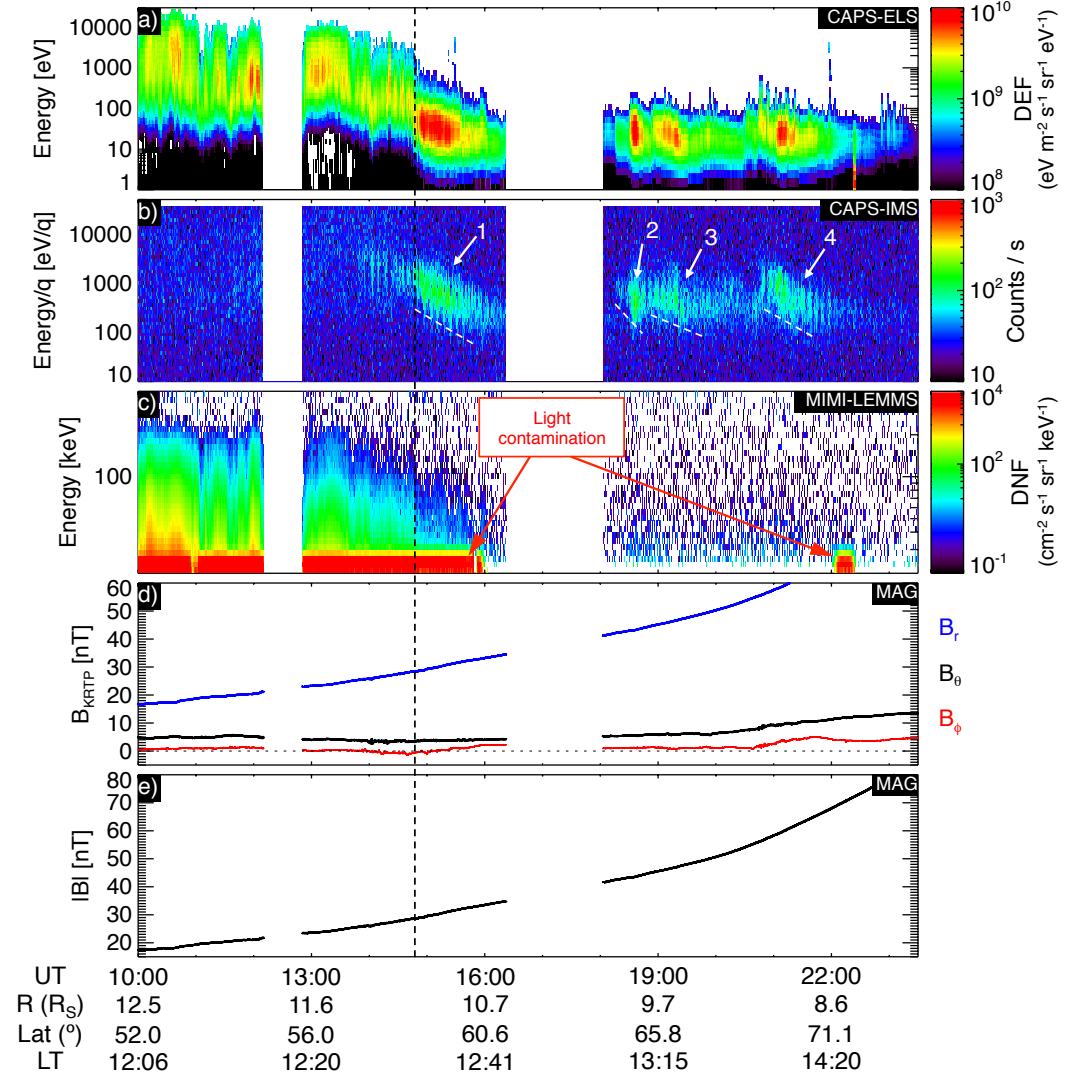 a)
CAPS-ELS
Energy [eV]
10000
1000
100
10
1
10^10
10^9
10^8
DEF
(eV m^-2 s^-1 sr^-1 eV^-1)
b)
CAPS-IMS
Energy/q [eV/q]
10000
1000
100
10
1
2
3
4
10^3
10^2
10
Counts / s
c)
MIMI-LEMMS
Energy [keV]
100
Light
contamination
10^4
10^2
10^-1
DNF
(cm^-2 s^-1 sr^-1 keV^-1)
d)
MAG
B_KRTP [nT]
60
50
40
30
20
10
0
B_r
B_θ
B_ϕ
e)
MAG
IBI [nT]
80
70
60
50
40
30
20
UT 10:00 13:00 16:00 19:00 22:00
R (R_S) 12.5 11.6 10.7 9.7 8.6
Lat (º) 52.0 56.0 60.6 65.8 71.1
LT 12:06 12:20 12:41 13:15 14:20